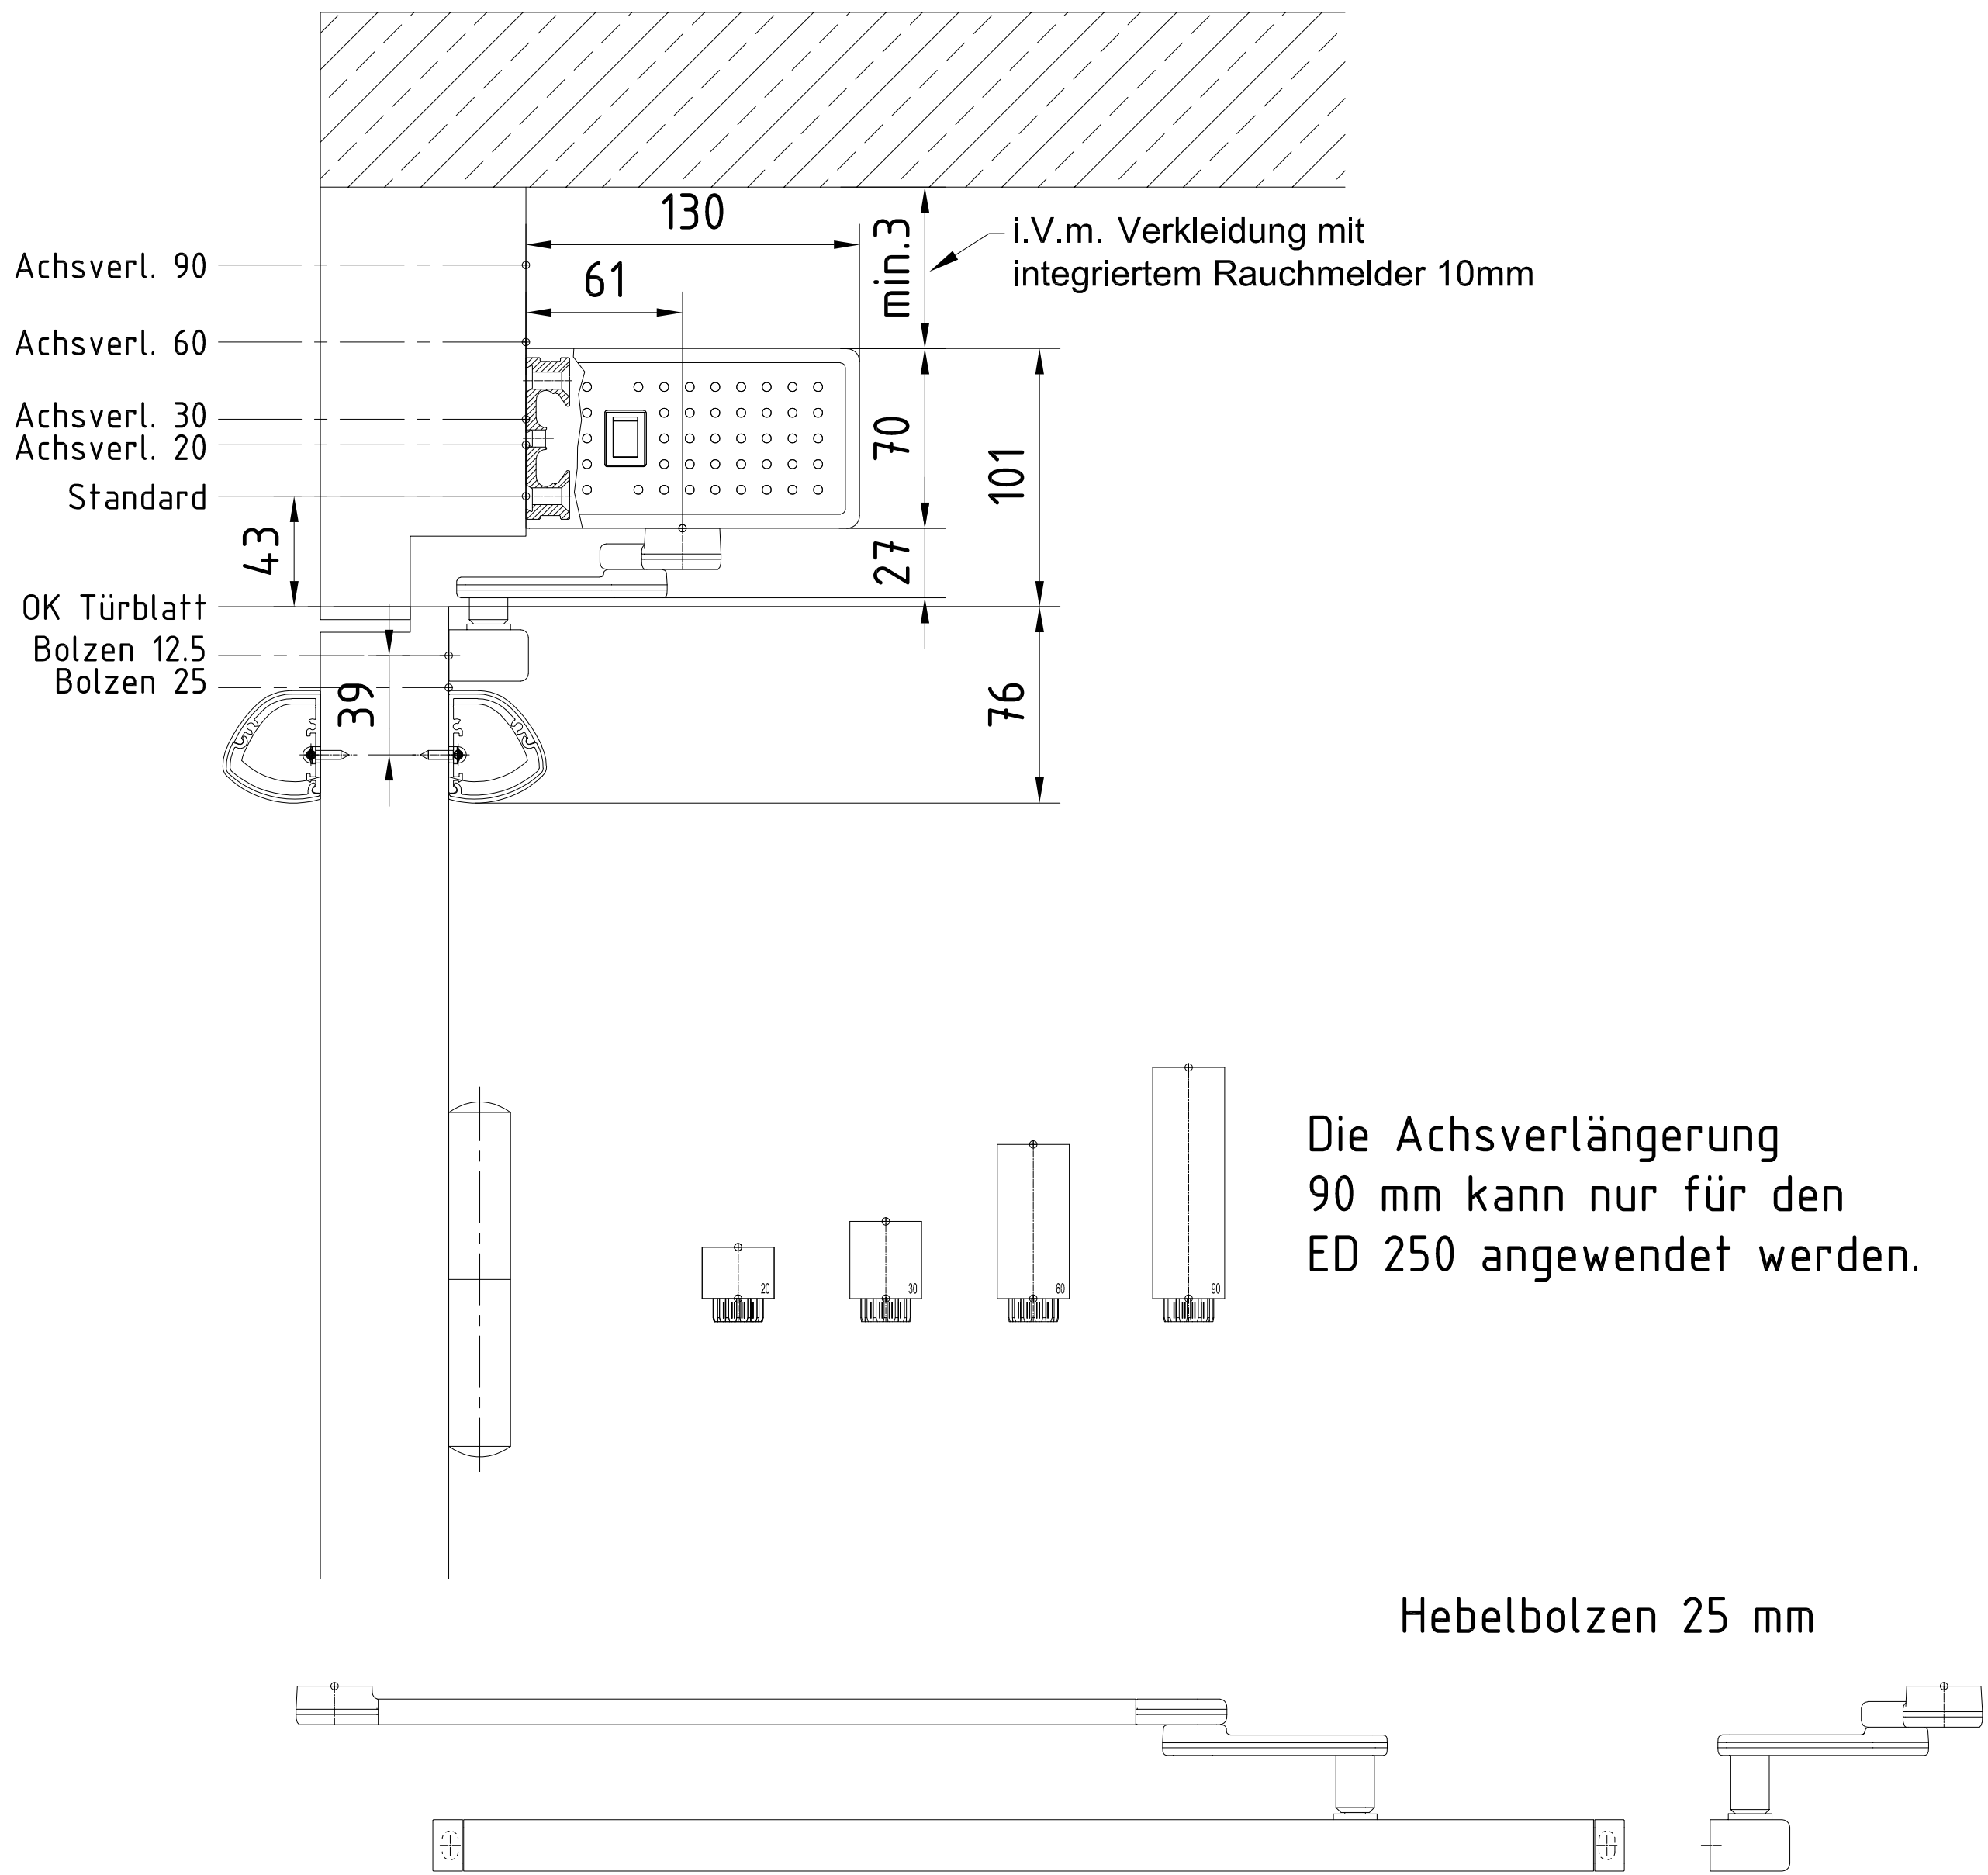 130
min.3
i.V.m. Verkleidung mit
integriertem Rauchmelder 10mm
Achsverl. 90
61
Achsverl. 60
Achsverl. 30
Achsverl. 20
70
101
Standard
43
27
OK Türblatt
Bolzen 12.5
Bolzen 25
39
76
Die Achsverlängerung
90 mm kann nur für den
ED 250 angewendet werden.
20
30
60
90
Hebelbolzen 25 mm